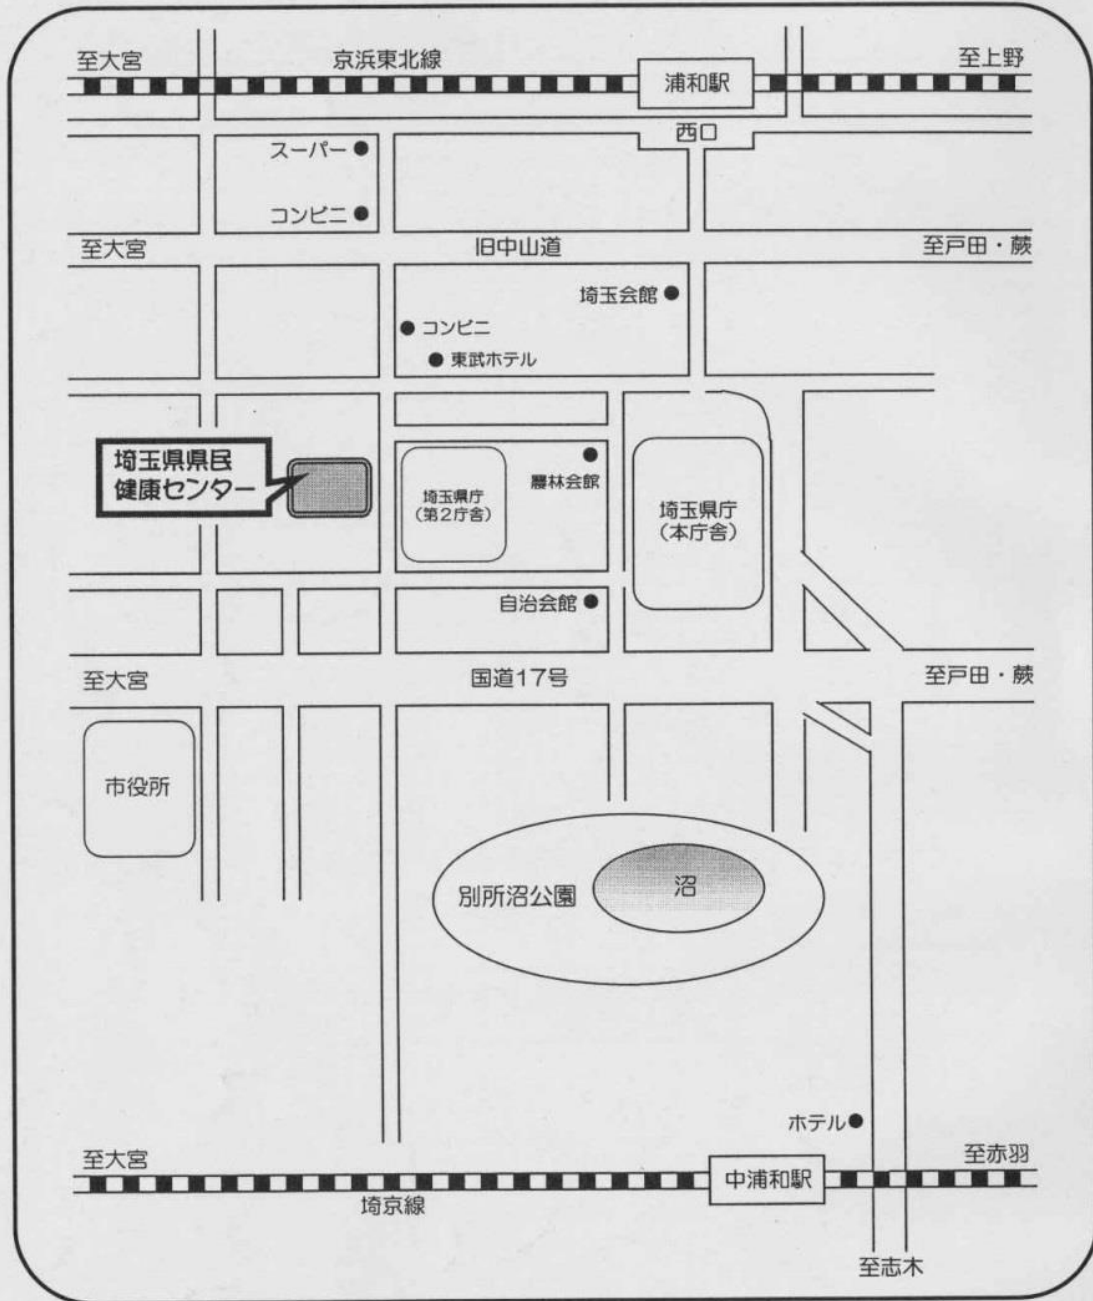 至大宮
京浜東北線
浦和駅
至上野
西口
スーパー
コンビニ
至大宮
旧中山道
至戸田・蕨
埼玉会館
コンビニ
東武ホテル
埼玉県県民
健康センター
埼玉県庁
(第2庁舎)
農林会館
埼玉県庁
(本庁舎)
自治会館
至大宮
国道17号
至戸田・蕨
市役所
別所沼公園
沼
ホテル
至大宮
埼京線
中浦和駅
至赤羽
至志木